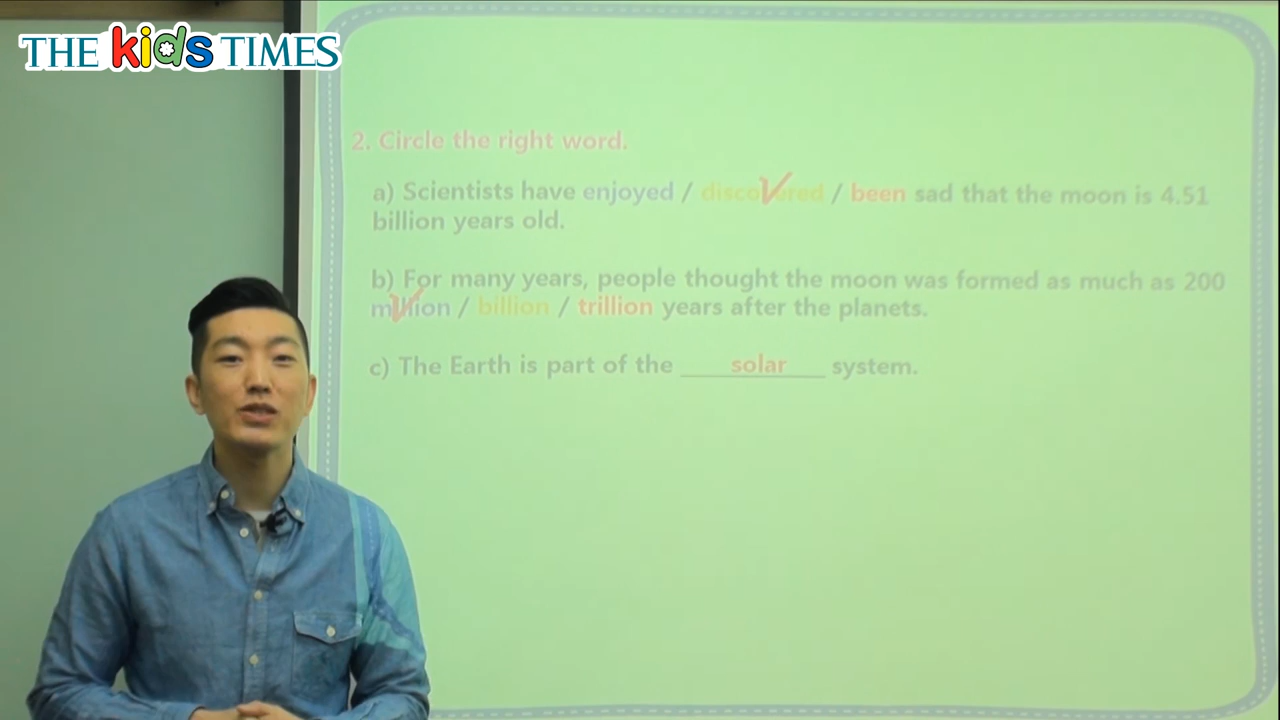 THE kids TIMES
2. Circle the right word.
a) Scientists have enjoyed / discovered / been sad that the moon is 4.51
billion years old.
b) For many years, people thought the moon was formed as much as 200
million / billion / trillion years after the planets.
c) The Earth is part of the solar system.